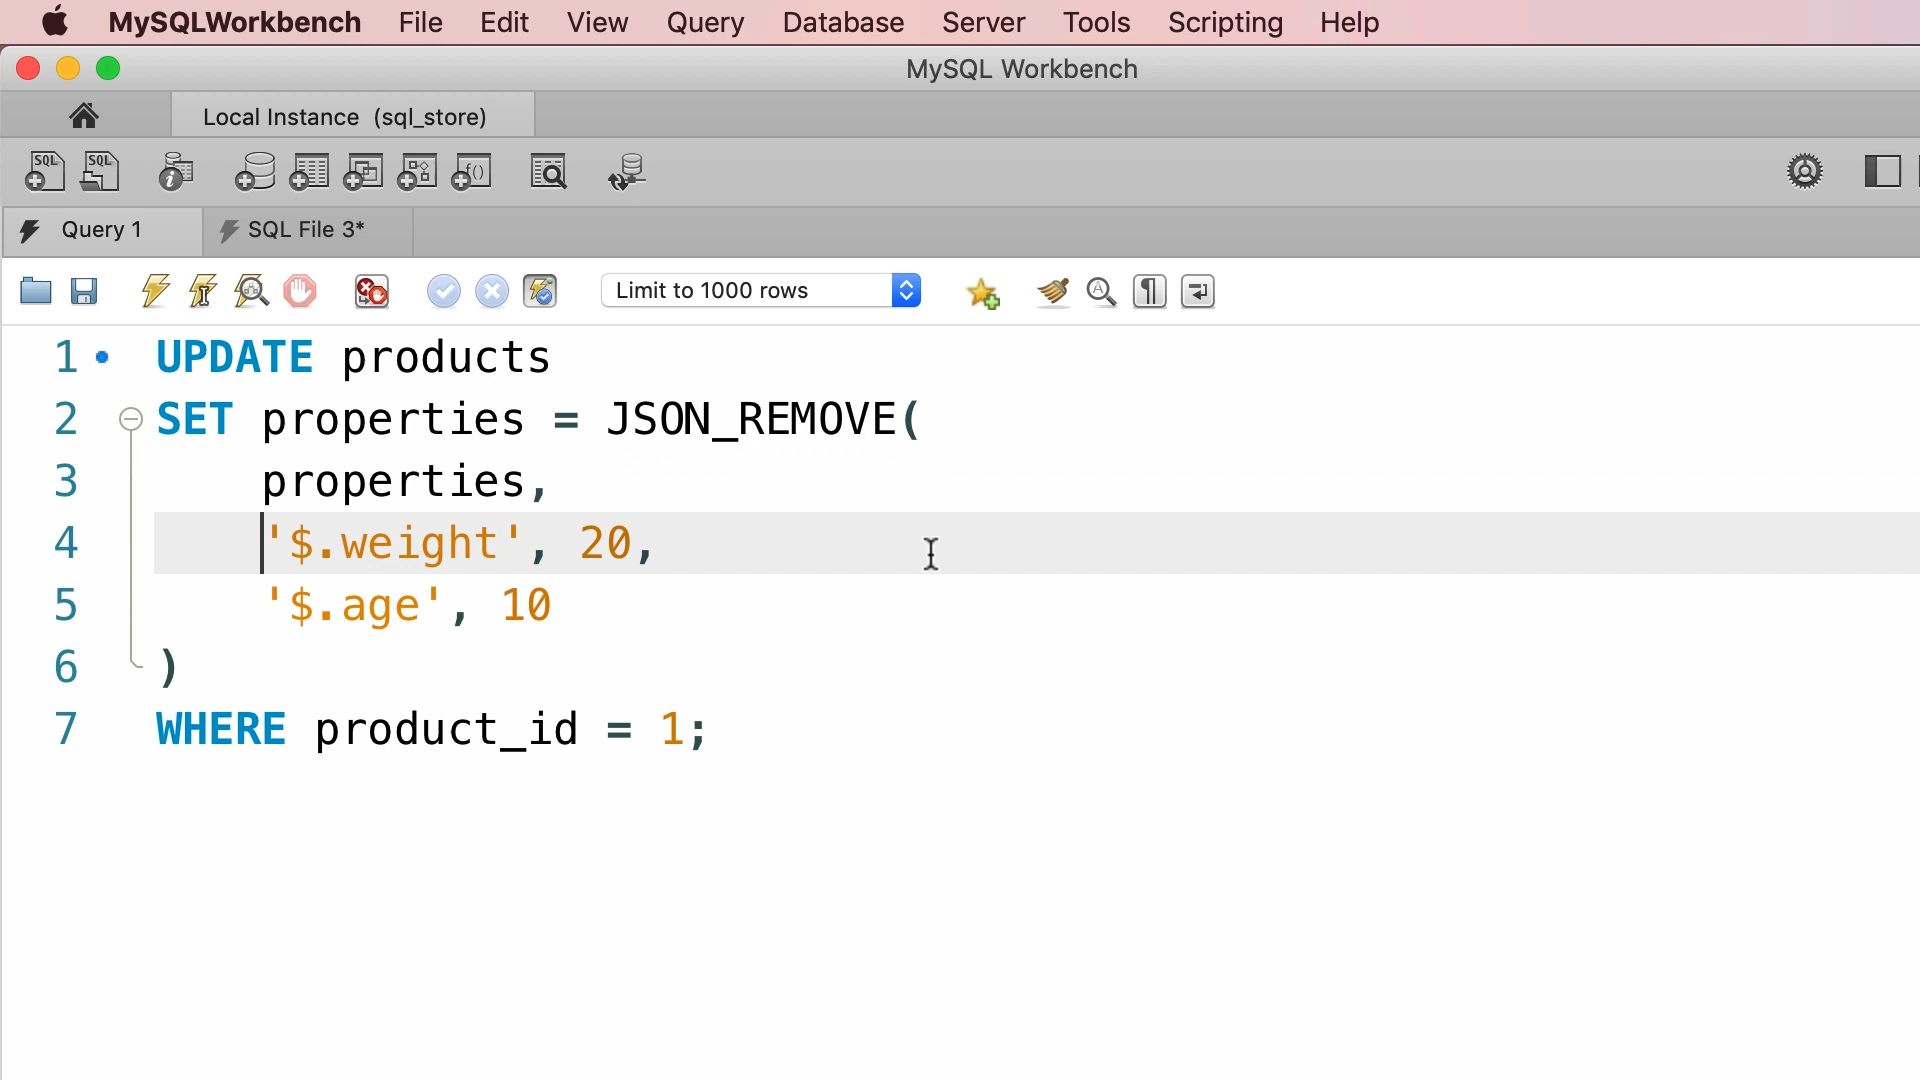 MySQLWorkbench File Edit View Query Database Server Tools Scripting Help
MySQL Workbench
Local Instance (sql_store)
SQL SQL
Query 1 SQL File 3*
Limit to 1000 rows
1 UPDATE products
2 SET properties = JSON_REMOVE(
3 properties,
4 '$.weight', 20,
5 '$.age', 10
6 )
7 WHERE product_id = 1;